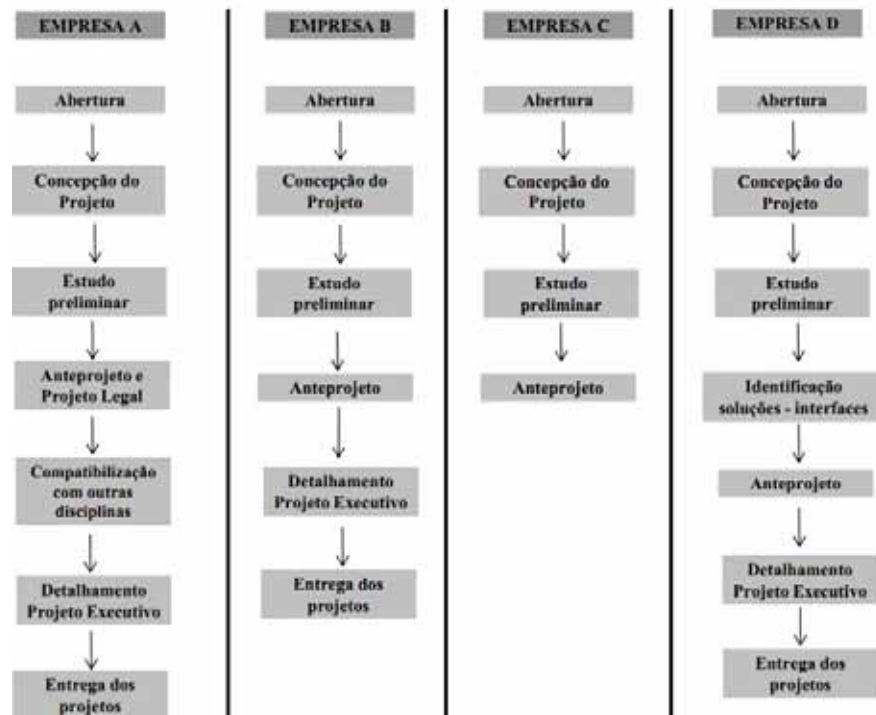 EMPRESA A
Abertura
Concepção do
Projeto
Estudo
preliminar
Anteprojeto e
Projeto Legal
Compatibilização
com outras
disciplinas
Detalhamento
Projeto Executivo
Entrega dos
projetos
EMPRESA B
Abertura
Concepção do
Projeto
Estudo
preliminar
Anteprojeto
Detalhamento
Projeto Executivo
Entrega dos
projetos
EMPRESA C
Abertura
Concepção do
Projeto
Estudo
preliminar
Anteprojeto
EMPRESA D
Abertura
Concepção do
Projeto
Estudo
preliminar
Identificação
soluções - interfaces
Anteprojeto
Detalhamento
Projeto Executivo
Entrega dos
projetos